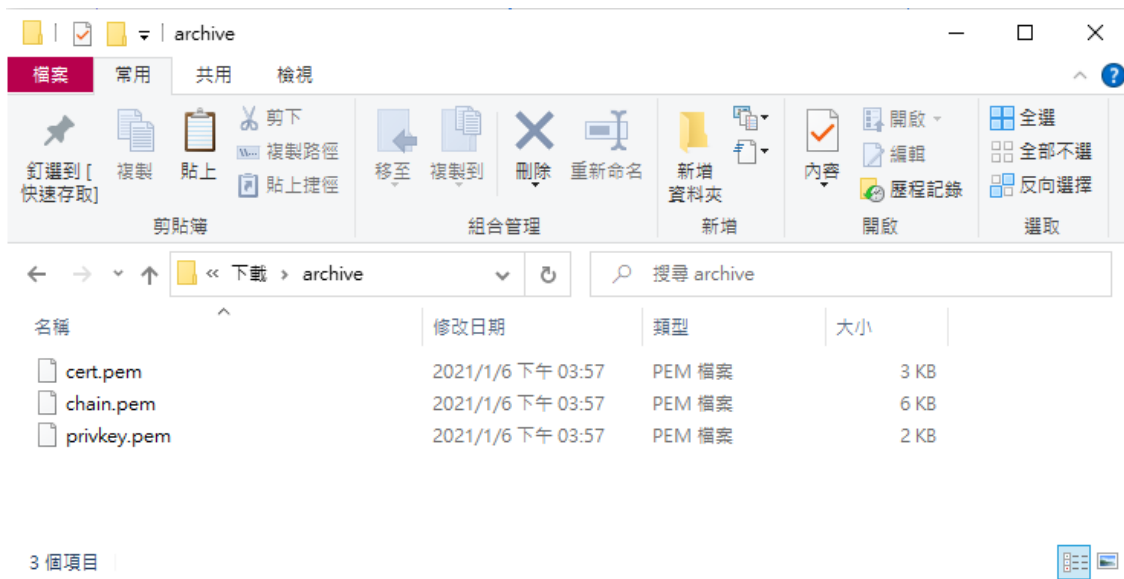 archive
檔案 常用 共用 檢視
釘選到 [
快速存取]
複製
貼上
剪下
複製路徑
貼上捷徑
剪貼簿
移至 複製到 刪除 重新命名
組合管理
新增
資料夾
新增
內容
開啟
編輯
歷程記錄
開啟
全選
全部不選
反向選擇
選取
« 下載 › archive
搜尋 archive
名稱 修改日期 類型 大小
cert.pem 2021/1/6 下午 03:57 PEM 檔案 3 KB
chain.pem 2021/1/6 下午 03:57 PEM 檔案 6 KB
privkey.pem 2021/1/6 下午 03:57 PEM 檔案 2 KB
3 個項目